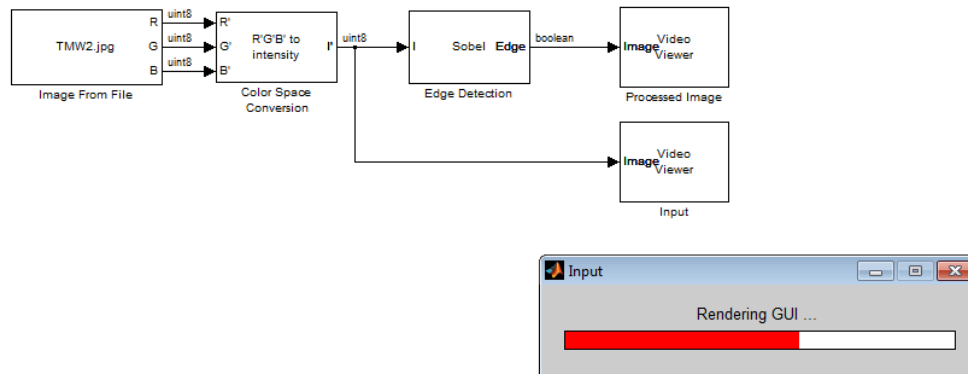 TMW2.jpg
R
G
B
Image From File
uint8
uint8
uint8
R'
G'
B'
R'G'B' to
intensity
I'
Color Space
Conversion
uint8
I
Sobel
Edge
Edge Detection
boolean
Image
Video
Viewer
Processed Image
Image
Video
Viewer
Input
Input
Rendering GUI ...